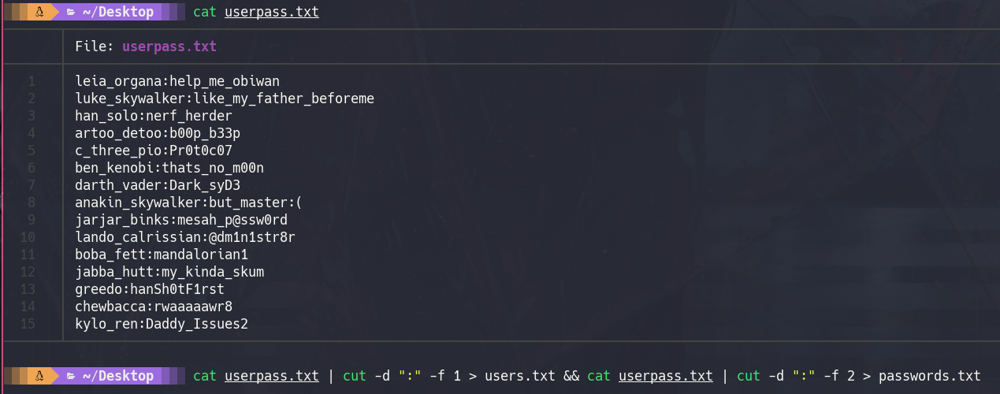 ~/Desktop cat userpass.txt
File: userpass.txt
1 leia_organa:help_me_obiwan
2 luke_skywalker:like_my_father_beforeme
3 han_solo:nerf_herder
4 artoo_detoo:b00p_b33p
5 c_three_pio:Pr0t0c07
6 ben_kenobi:thats_no_m00n
7 darth_vader:Dark_syD3
8 anakin_skywalker:but_master:(
9 jarjar_binks:mesah_p@ssw0rd
10 lando_calrissian:@dm1n1str8r
11 boba_fett:mandalorian1
12 jabba_hutt:my_kinda_skum
13 greedo:hanSh0tF1rst
14 chewbacca:rwaaaaawr8
15 kylo_ren:Daddy_Issues2
~/Desktop cat userpass.txt | cut -d ":" -f 1 > users.txt && cat userpass.txt | cut -d ":" -f 2 > passwords.txt